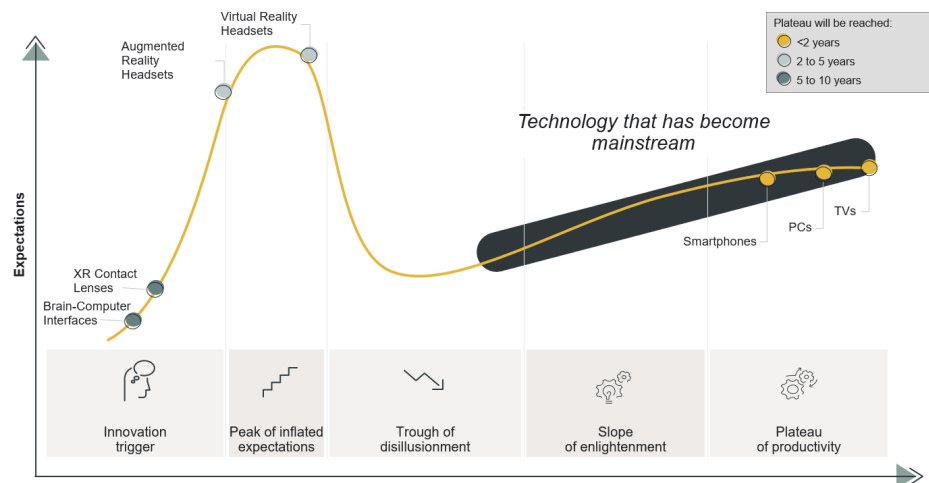 Virtual Reality
Headsets
Augmented
Reality
Headsets
Plateau will be reached:
<2 years
2 to 5 years
5 to 10 years
Technology that has become
mainstream
Expectations
XR Contact
Lenses
Brain-Computer
Interfaces
Smartphones
PCs
TVs
Innovation
trigger
Peak of inflated
expectations
Trough of
disillusionment
Slope
of enlightenment
Plateau
of productivity